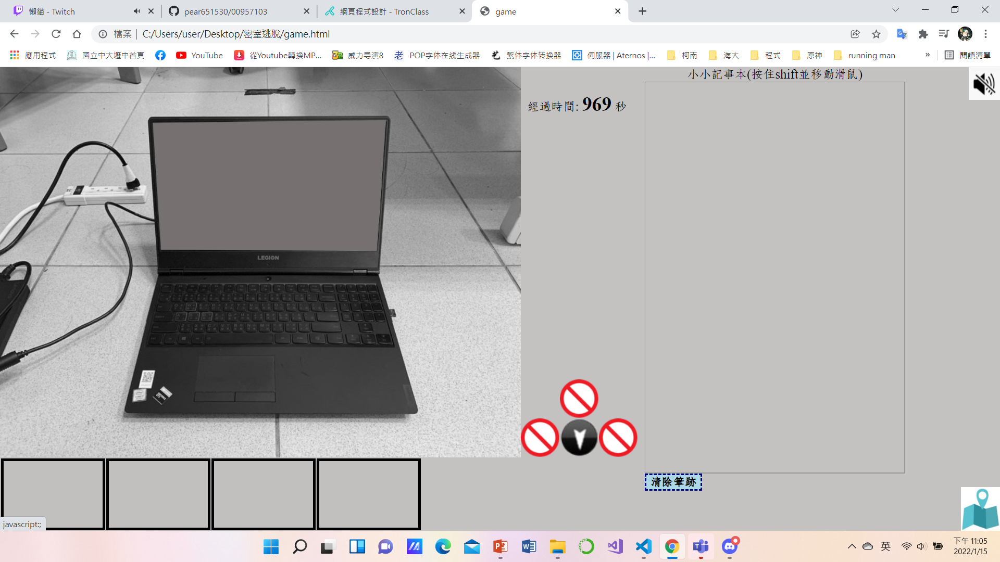 懶貓 - Twitch
pear651530/00957103
網頁程式設計 - TronClass
game
檔案 | C:/Users/user/Desktop/密室逃脫/game.html
應用程式
國立中大壢中首頁
YouTube
從Youtube轉換MP...
威力导演8
POP字体在线生成器
繁体字体转换器
伺服器 | Aternos |...
柯南
海大
程式
原神
running man
»
閱讀清單
小小記事本(按住shift並移動滑鼠)
經過時間: 969 秒
LEGION
清除筆跡
javascript:;
英
下午 11:05
2022/1/15